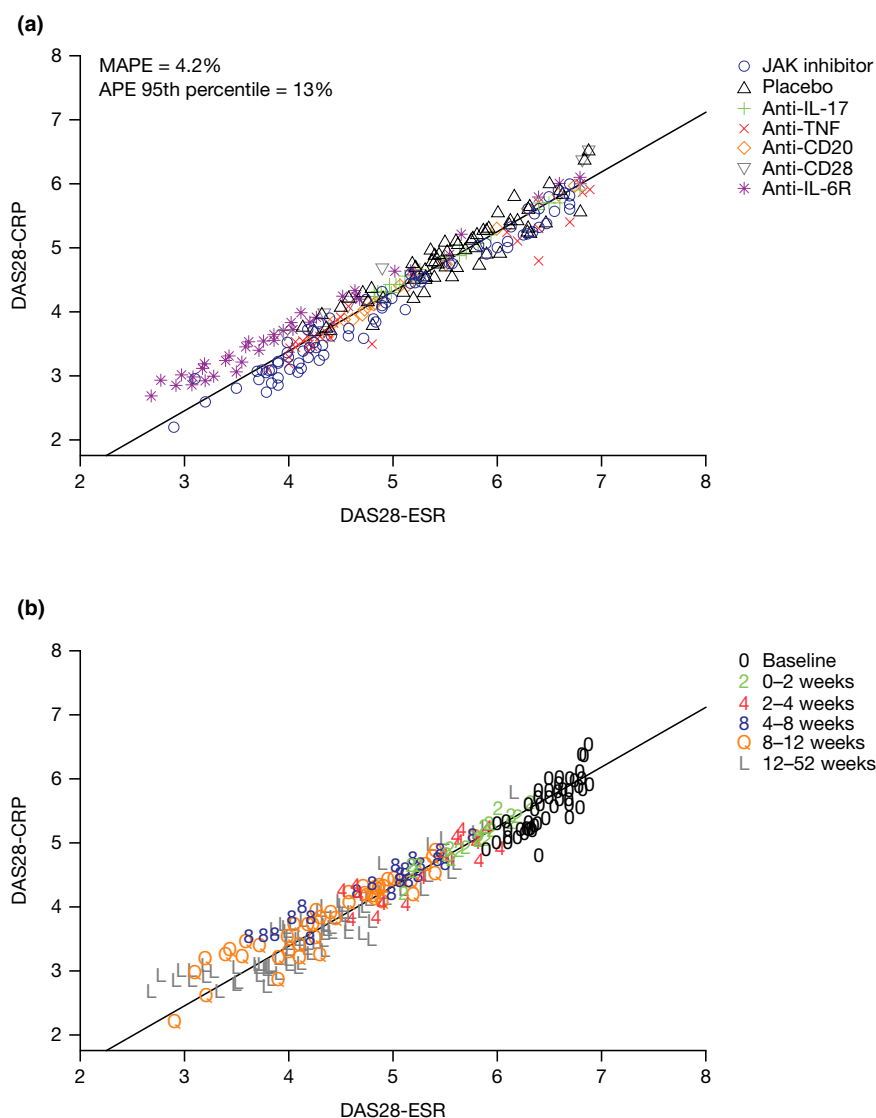 (a)
MAPE = 4.2%
APE 95th percentile = 13%
8
7
6
5
4
3
2
DAS28-CRP
2 3 4 5 6 7 8
DAS28-ESR
JAK inhibitor
Placebo
Anti-IL-17
Anti-TNF
Anti-CD20
Anti-CD28
Anti-IL-6R
(b)
8
7
6
5
4
3
2
DAS28-CRP
2 3 4 5 6 7 8
DAS28-ESR
0 Baseline
2 0–2 weeks
4 2–4 weeks
8 4–8 weeks
Q 8–12 weeks
L 12–52 weeks